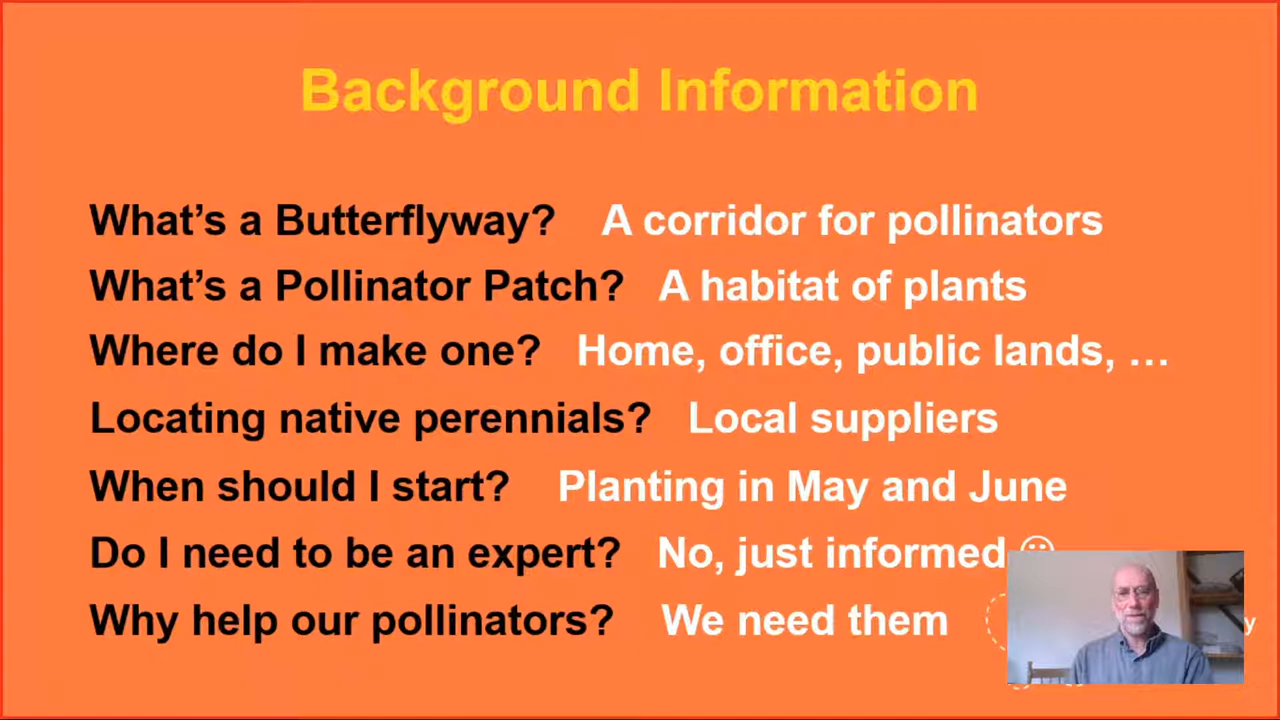 Background Information
What's a Butterflyway? A corridor for pollinators
What's a Pollinator Patch? A habitat of plants
Where do I make one? Home, office, public lands, …
Locating native perennials? Local suppliers
When should I start? Planting in May and June
Do I need to be an expert? No, just informed ☺
Why help our pollinators? We need them